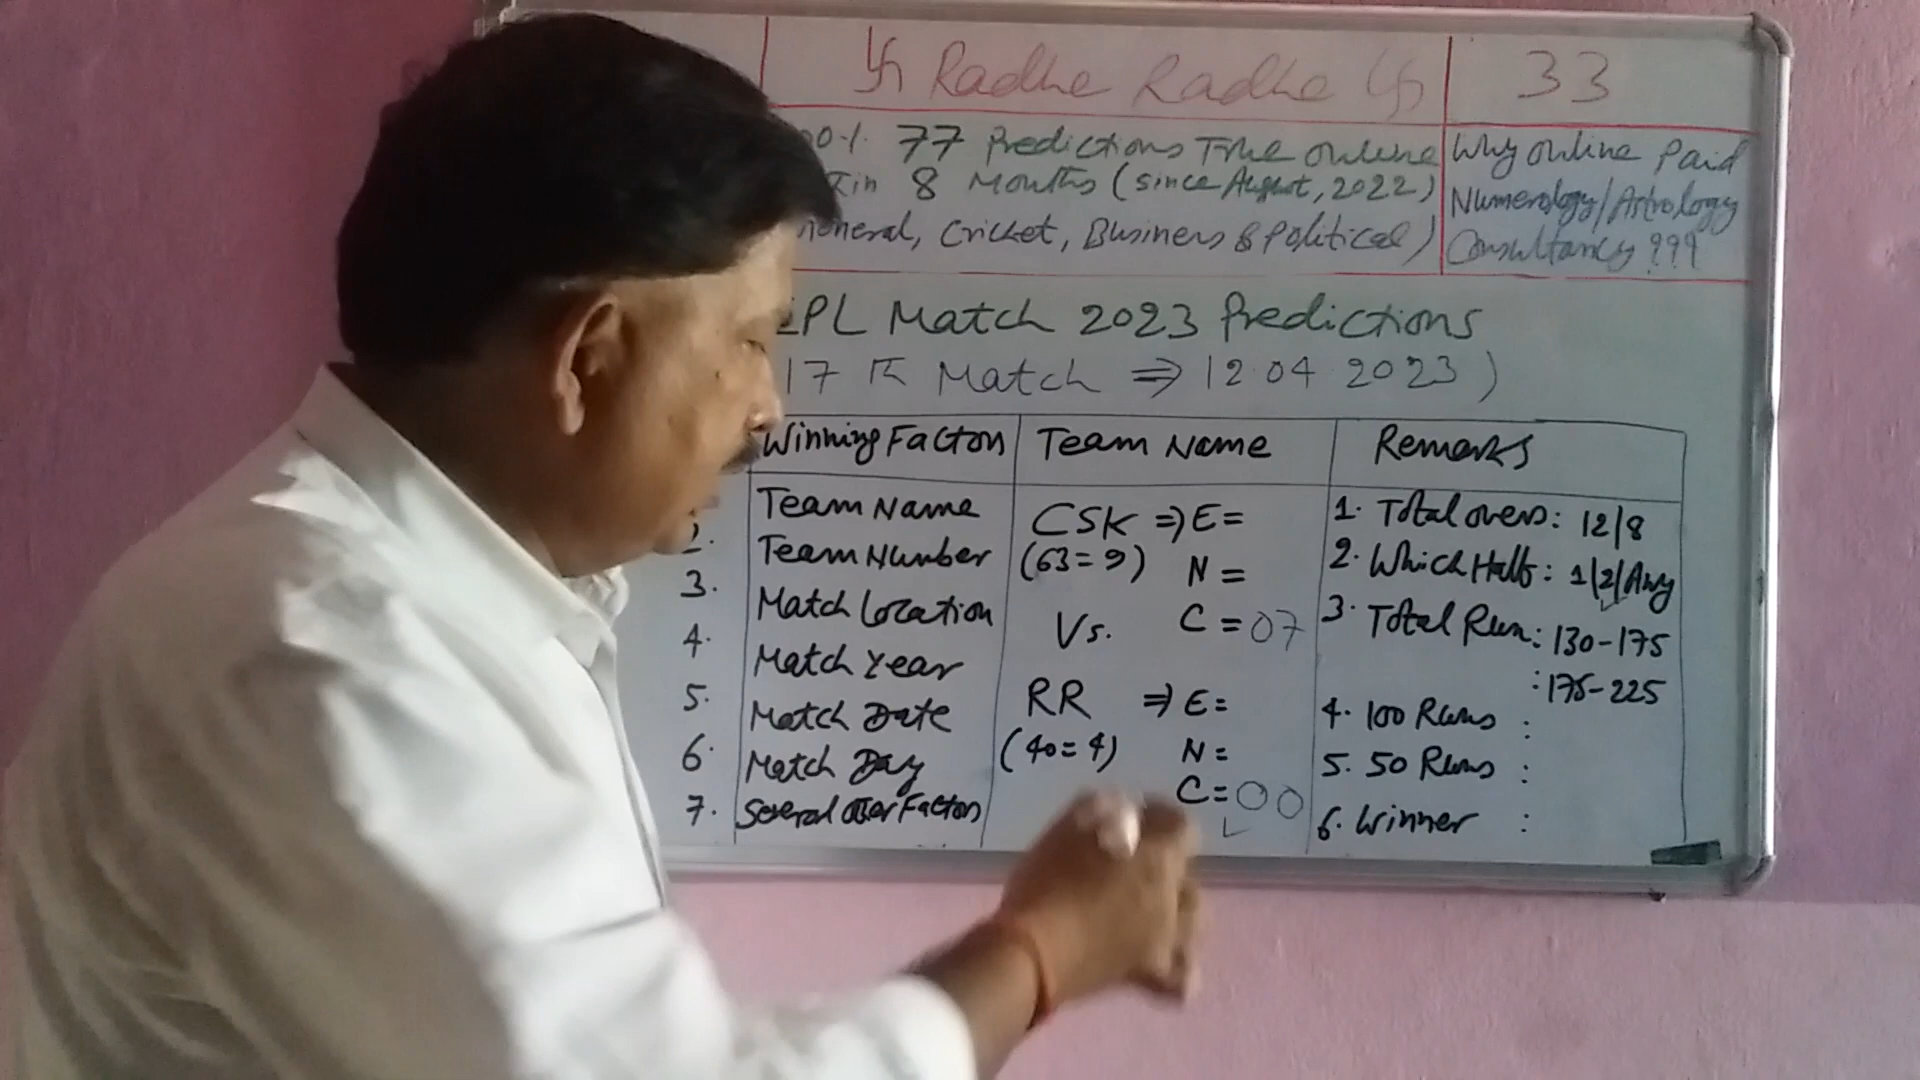 卐 Radhe Radhe 卐
33
00% 77 Predictions True online
in 8 Months (since August, 2022)
General, Cricket, Business & Political)
Why online Paid
Numerology/Astrology
Consultancy ???
IPL Match 2023 Predictions
17th Match ⇒ 12.04.2023)
Winning Factors
Team Name
Remarks
Team Name
2. Team Number
3. Match Location
4. Match Year
5. Match Date
6. Match Day
7. Several other Factors
CSK ⇒ E=
(63=9) N =
Vs. C = 07
RR ⇒ E=
(40=4) N=
C=00
1. Total overs: 12/8
2. Which Half: 1/2/Any
3. Total Run: 130-175
: 175-225
4. 100 Runs :
5. 50 Runs :
6. Winner :